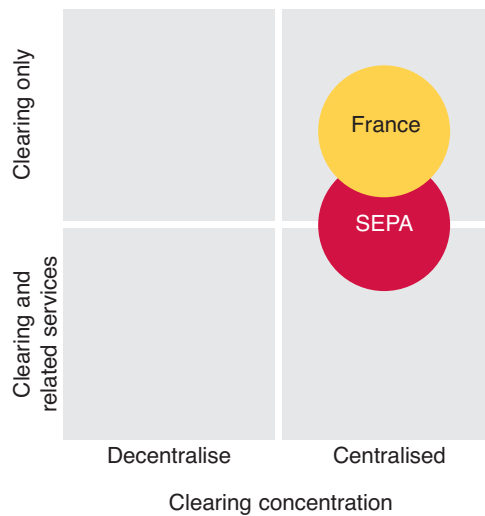 Clearing only
France
SEPA
Clearing and
related services
Decentralise
Centralised
Clearing concentration